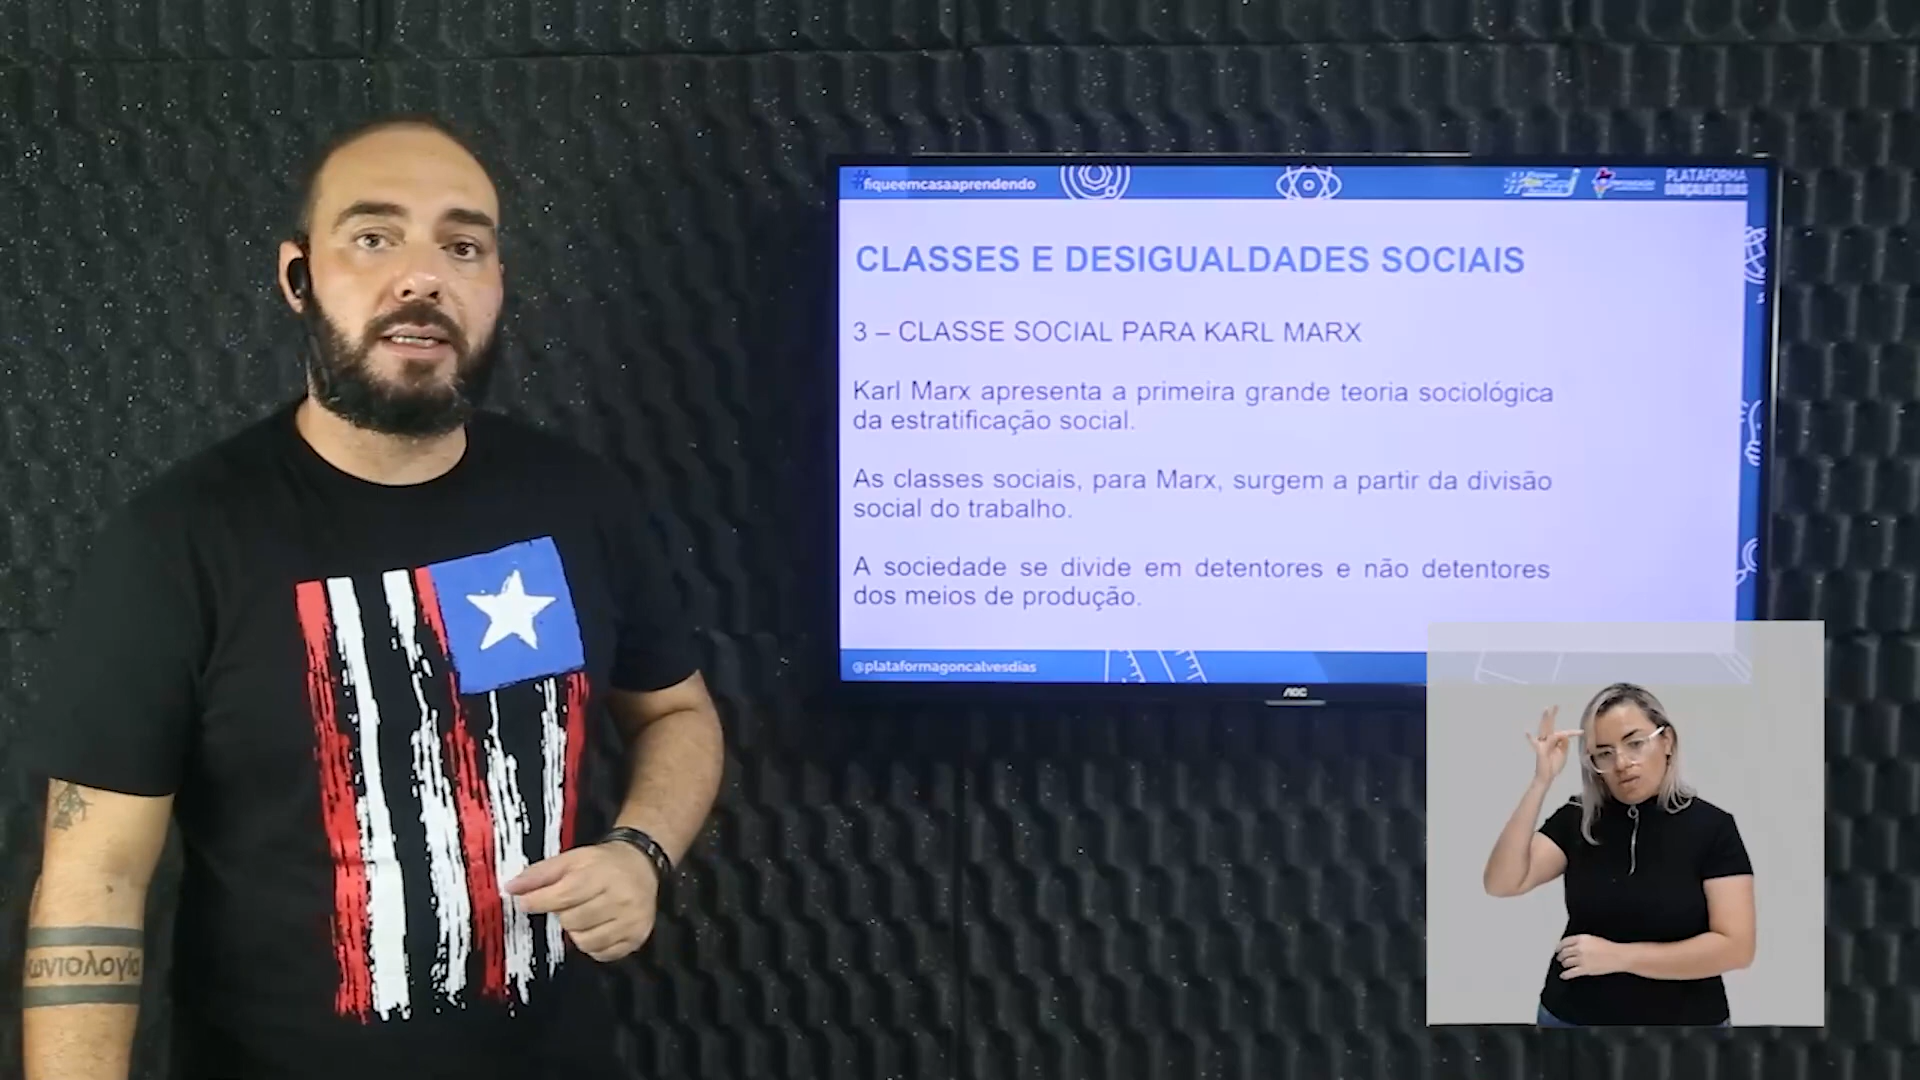 #fiqueemcasaaprendendo
PLATAFORMA
GONÇALVES DIAS
CLASSES E DESIGUALDADES SOCIAIS
3 – CLASSE SOCIAL PARA KARL MARX
Karl Marx apresenta a primeira grande teoria sociológica
da estratificação social.
As classes sociais, para Marx, surgem a partir da divisão
social do trabalho.
A sociedade se divide em detentores e não detentores
dos meios de produção.
@plataformagoncalvesdias
AOC